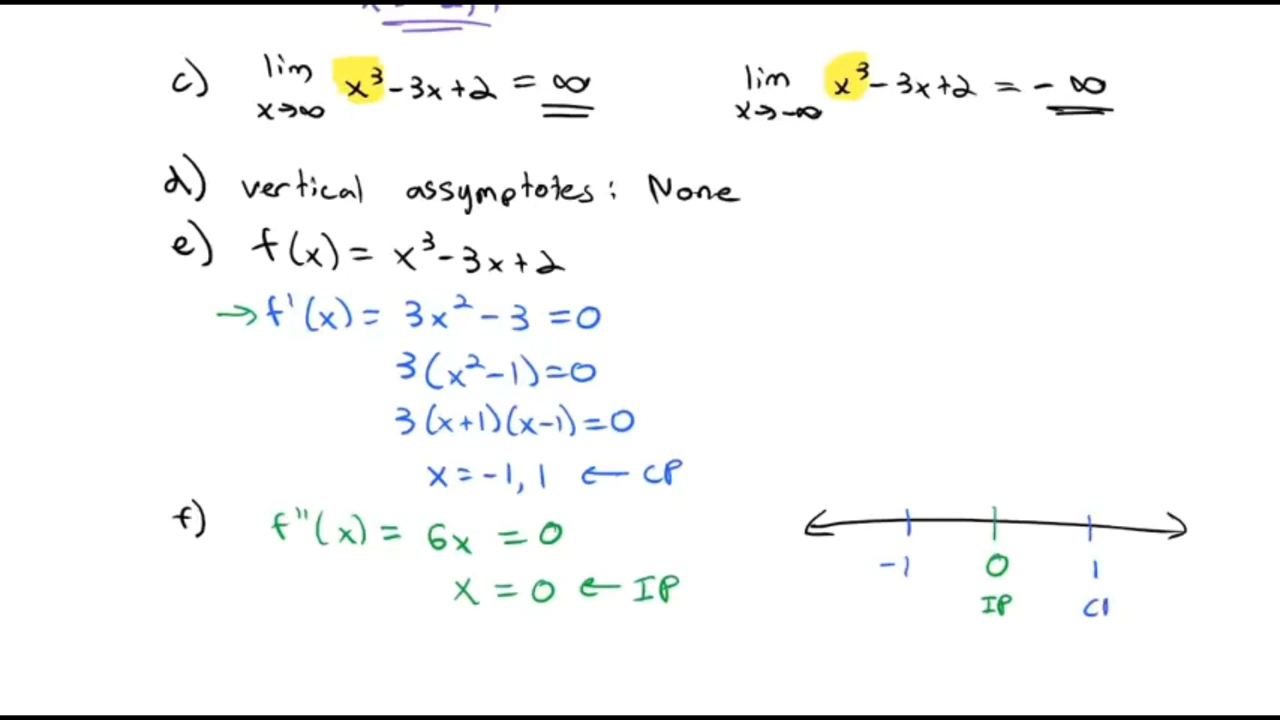 c) lim x→∞ x³-3x+2 = ∞ lim x→-∞ x³-3x+2 = -∞
d) vertical assymptotes: None
e) f(x) = x³-3x+2
→ f'(x) = 3x²-3 = 0
3(x²-1)=0
3(x+1)(x-1)=0
x=-1, 1 ← CP
f) f"(x) = 6x = 0
x = 0 ← IP
-1 0 1
IP C